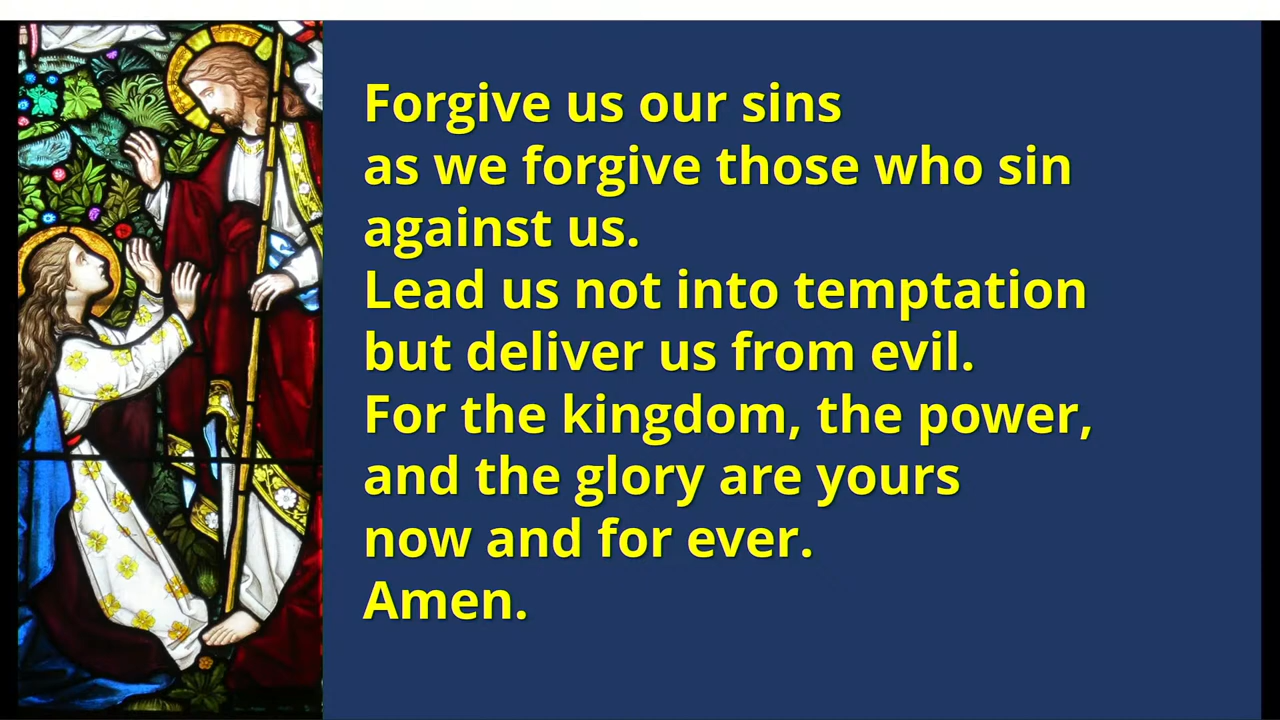 Forgive us our sins
as we forgive those who sin
against us.
Lead us not into temptation
but deliver us from evil.
For the kingdom, the power,
and the glory are yours
now and for ever.
Amen.